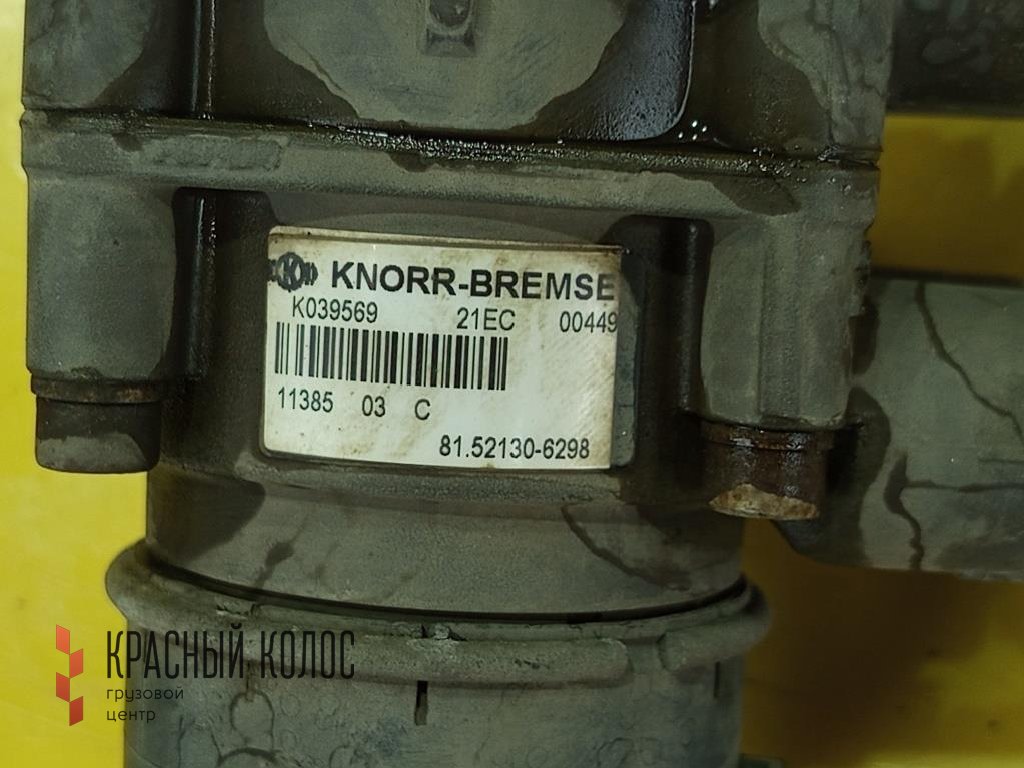 KNORR-BREMSE
K039569 21EC 00449
11385 03 C
81.52130-6298
КРАСНЫЙ КОЛОС
грузовой
центр